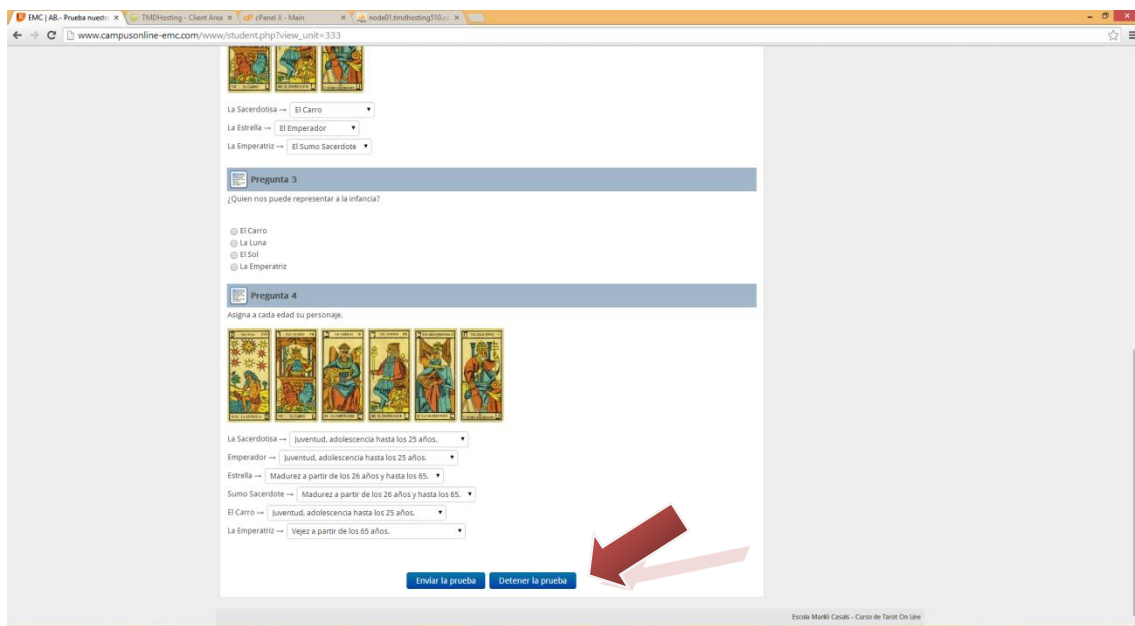 EMC | AB.- Prueba nuestr
TMDHosting - Client Area
cPanel X - Main
node01.tmdhosting510.co
www.campusonline-emc.com/www/student.php?view_unit=333
La Sacerdotisa → El Carro
La Estrella → El Emperador
La Emperatriz → El Sumo Sacerdote
Pregunta 3
¿Quien nos puede representar a la infancia?
El Carro
La Luna
El Sol
La Emperatriz
Pregunta 4
Asigna a cada edad su personaje.
La Sacerdotisa → Juventud, adolescencia hasta los 25 años.
Emperador → Juventud, adolescencia hasta los 25 años.
Estrella → Madurez a partir de los 26 años y hasta los 65.
Sumo Sacerdote → Madurez a partir de los 26 años y hasta los 65.
El Carro → Juventud, adolescencia hasta los 25 años.
La Emperatriz → Vejez a partir de los 65 años.
Enviar la prueba
Detener la prueba
Escola Mariló Casals - Curso de Tarot On Line